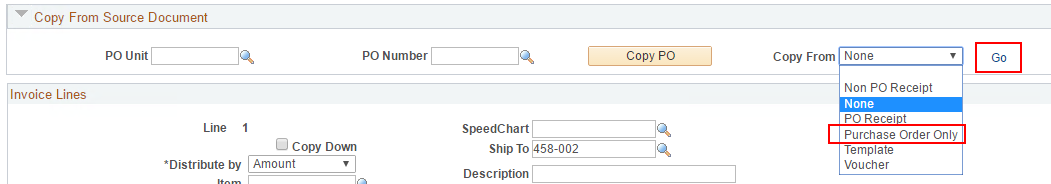 Copy From Source Document
PO Unit PO Number Copy PO Copy From None Go
Non PO Receipt
None
PO Receipt
Purchase Order Only
Template
Voucher
Invoice Lines
Line 1 SpeedChart
Copy Down Ship To 458-002
*Distribute by Amount
Description
Item